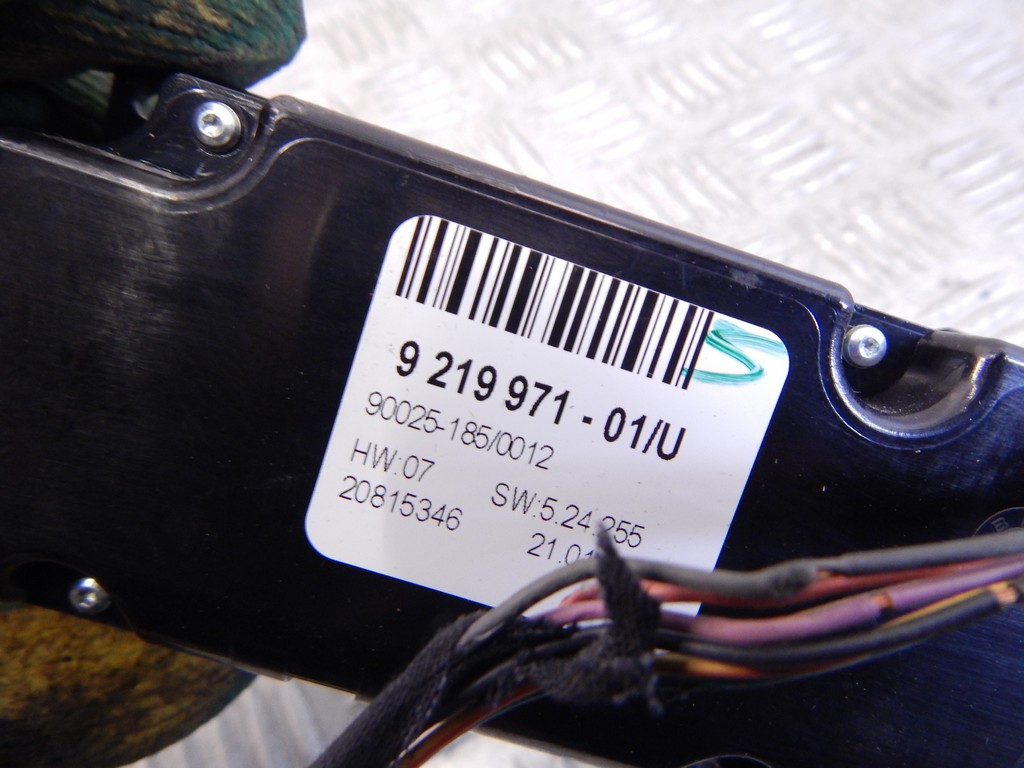 9 219 971 - 01/U
90025-185/0012
HW:07 SW:5.24.255
20815346